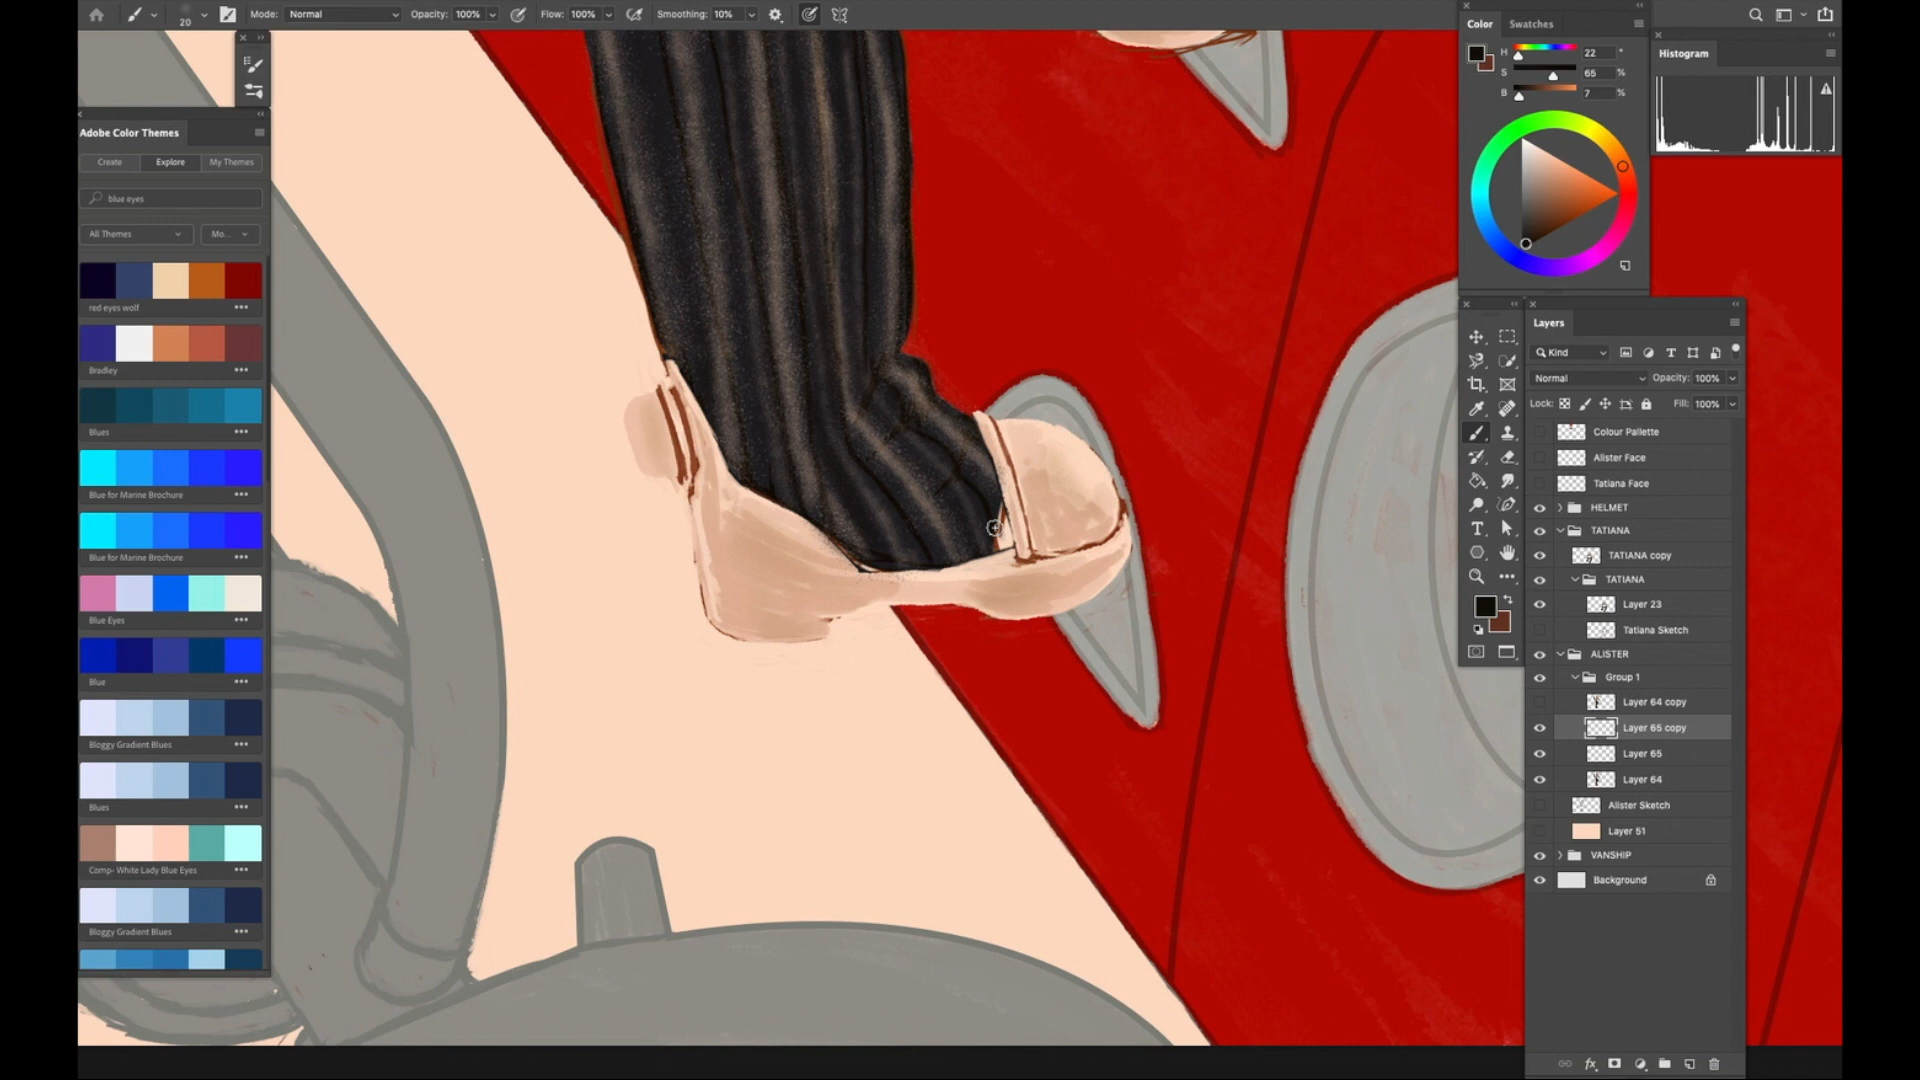 20
Mode:
Normal
Opacity: 100%
Flow: 100%
Smoothing: 10%
Adobe Color Themes
Create
Explore
My Themes
blue eyes
All Themes
Mo...
red eyes wolf
Bradley
Blues
Blue for Marine Brochure
Blue for Marine Brochure
Blue Eyes
Blue
Bloggy Gradient Blues
Blues
Comp- White Lady Blue Eyes
Bloggy Gradient Blues
Color
Swatches
H 22 °
S 65 %
B 7 %
Histogram
Layers
Kind
Normal
Opacity: 100%
Lock:
Fill: 100%
Colour Pallette
Alister Face
Tatiana Face
HELMET
TATIANA
TATIANA copy
TATIANA
Layer 23
Tatiana Sketch
ALISTER
Group 1
Layer 64 copy
Layer 65 copy
Layer 65
Layer 64
Alister Sketch
Layer 51
VANSHIP
Background
fx